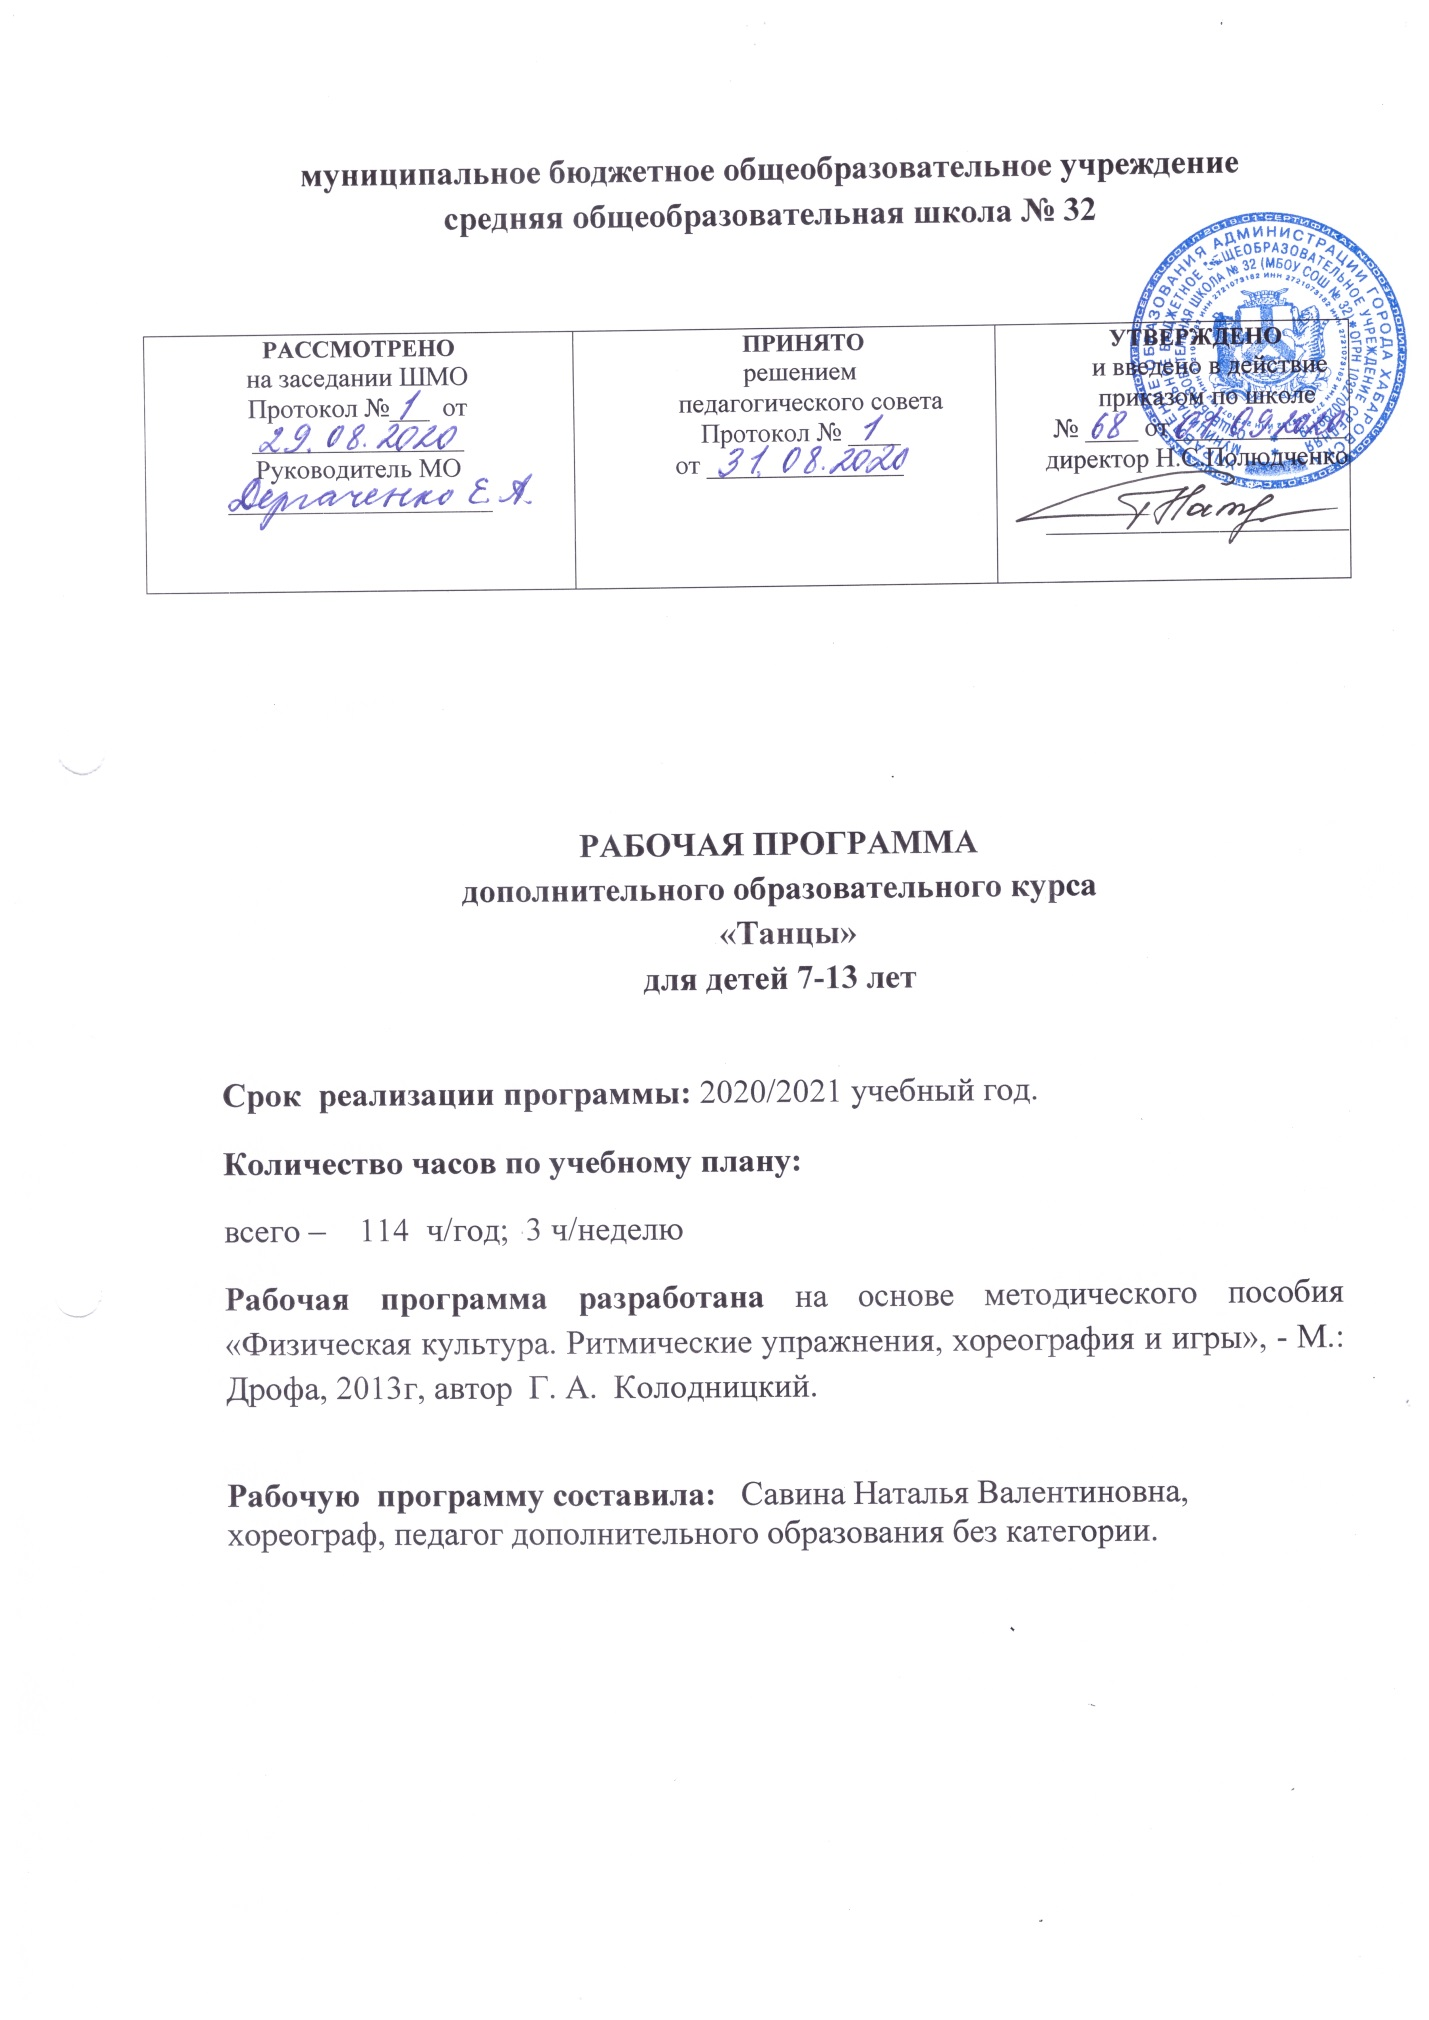 муниципальное бюджетное общеобразовательное учреждение
средняя общеобразовательная школа № 32
РАССМОТРЕНО
на заседании ШМО
Протокол № 1 от
29.08.2020
Руководитель МО
Дергаченко Е.А.
ПРИНЯТО
решением
педагогического совета
Протокол № 1
от 31.08.2020
УТВЕРЖДЕНО
и введено в действие
приказом по школе
№ 68 от 01.09.2020
директор Н.С.Полюдченко
РАБОЧАЯ ПРОГРАММА
дополнительного образовательного курса
«Танцы»
для детей 7-13 лет
Срок реализации программы: 2020/2021 учебный год.
Количество часов по учебному плану:
всего – 114 ч/год; 3 ч/неделю
Рабочая программа разработана на основе методического пособия
«Физическая культура. Ритмические упражнения, хореография и игры», - М.:
Дрофа, 2013г, автор Г. А. Колодницкий.
Рабочую программу составила: Савина Наталья Валентиновна,
хореограф, педагог дополнительного образования без категории.